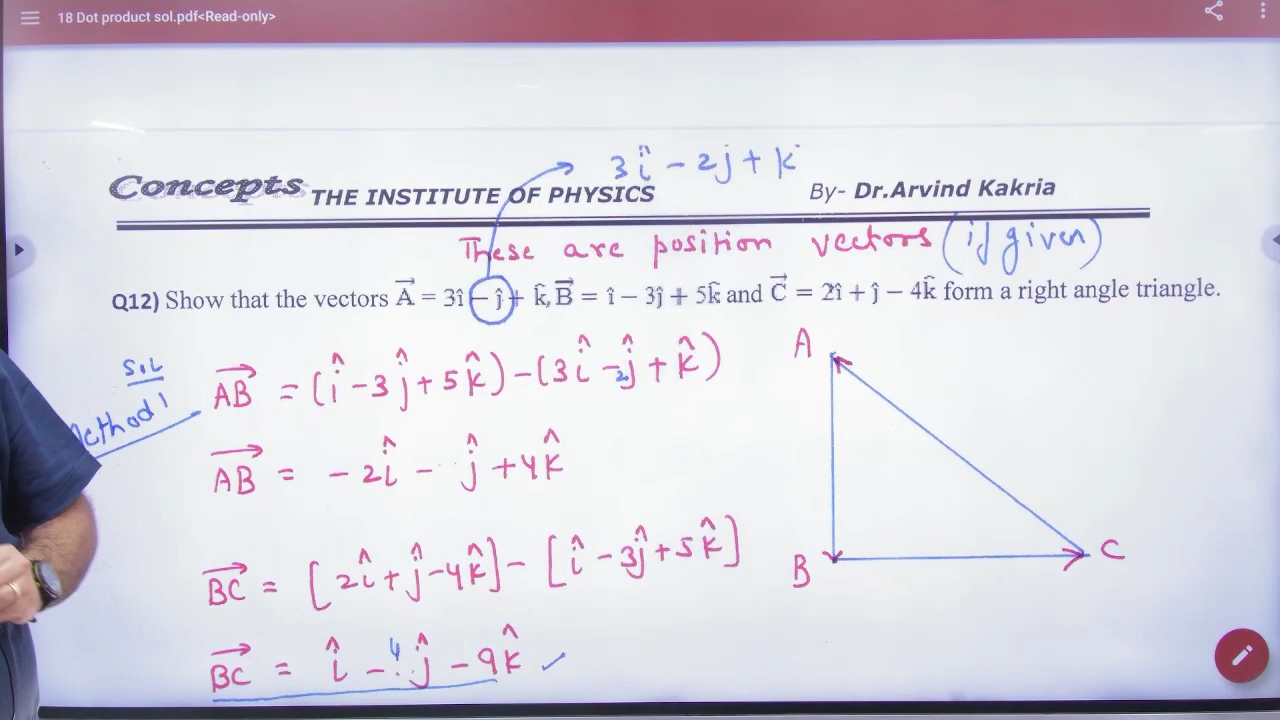 18 Dot product sol.pdf<Read-only>
3î - 2j + k
Concepts THE INSTITUTE OF PHYSICS By- Dr.Arvind Kakria
These are position vectors (if given)
Q12) Show that the vectors A⃗ = 3î - ĵ + k̂, B⃗ = î - 3ĵ + 5k̂ and C⃗ = 2î + ĵ - 4k̂ form a right angle triangle.
Sol
Method 1
AB⃗ = (î - 3ĵ + 5k̂) - (3î - 2ĵ + k̂)
AB⃗ = - 2î - ĵ + 4k̂
BC⃗ = [2î + ĵ - 4k̂] - [î - 3ĵ + 5k̂]
BC⃗ = î - 4ĵ - 9k̂ ✓
A
B
C